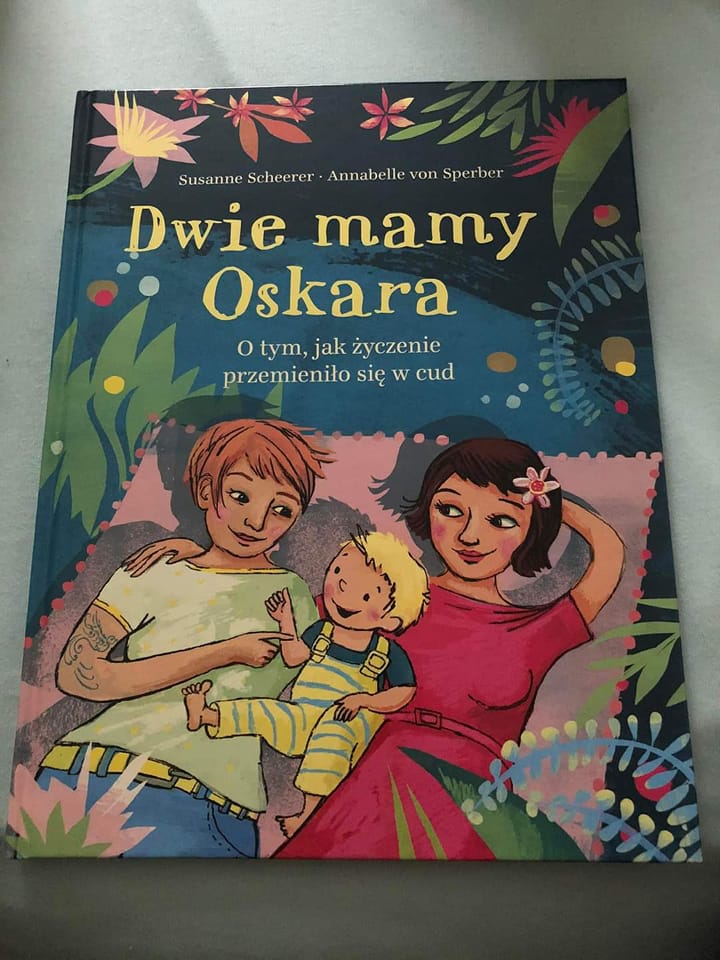 Susanne Scheerer · Annabelle von Sperber
Dwie mamy
Oskara
O tym, jak życzenie
przemieniło się w cud